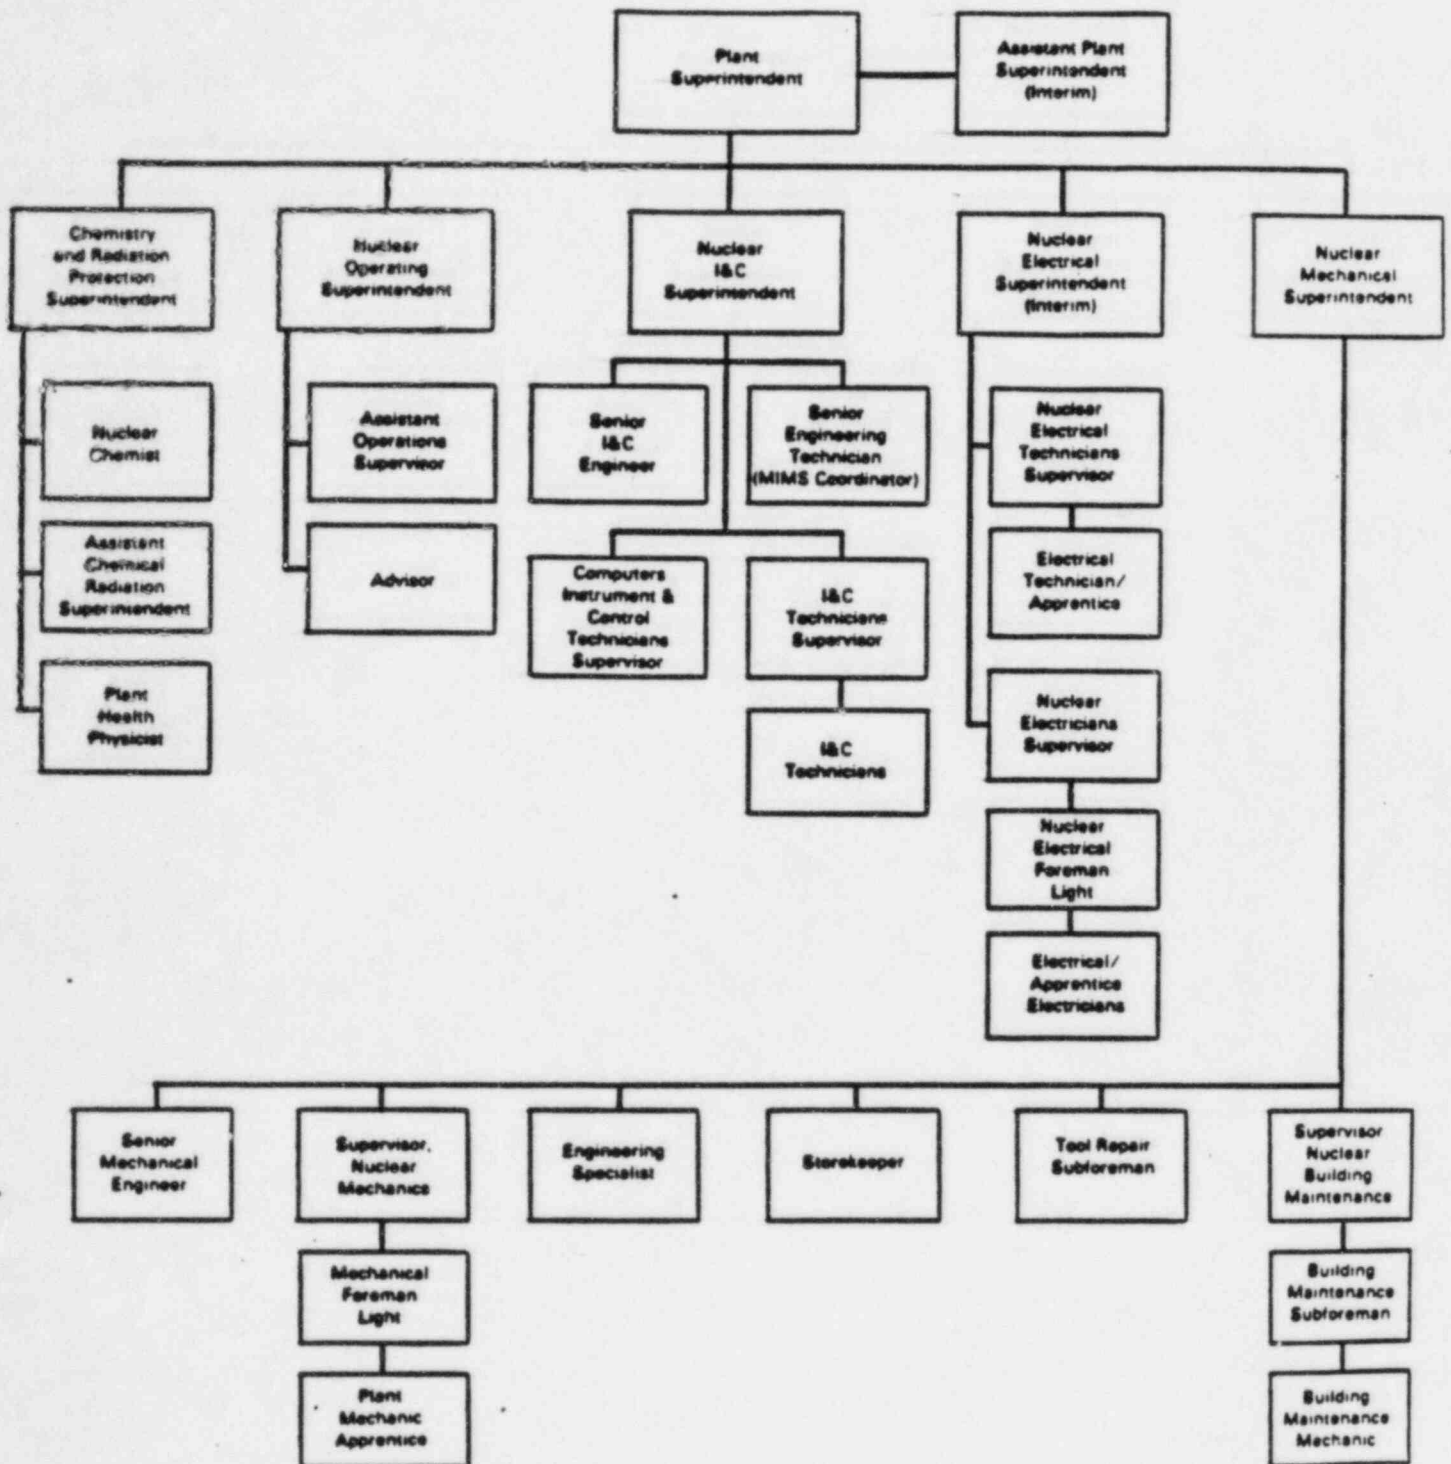 Plant
Superintendent
Assistant Plant
Superintendent
(Interim)
Chemistry
and Radiation
Protection
Superintendent
Nuclear
Operating
Superintendent
Nuclear
I&C
Superintendent
Nuclear
Electrical
Superintendent
(Interim)
Nuclear
Mechanical
Superintendent
Nuclear
Chemist
Assistant
Operations
Supervisor
Senior
I&C
Engineer
Senior
Engineering
Technician
(MIMS Coordinator)
Nuclear
Electrical
Technicians
Supervisor
Assistant
Chemical
Radiation
Superintendent
Advisor
Computers
Instrument &
Control
Technicians
Supervisor
I&C
Technicians
Supervisor
Electrical
Technician/
Apprentice
Plant
Health
Physicist
I&C
Technicians
Nuclear
Electricians
Supervisor
Nuclear
Electrical
Foreman
Light
Electrical/
Apprentice
Electricians
Senior
Mechanical
Engineer
Supervisor,
Nuclear
Mechanics
Engineering
Specialist
Storekeeper
Tool Repair
Subforeman
Supervisor
Nuclear
Building
Maintenance
Mechanical
Foreman
Light
Building
Maintenance
Subforeman
Plant
Mechanic
Apprentice
Building
Maintenance
Mechanic